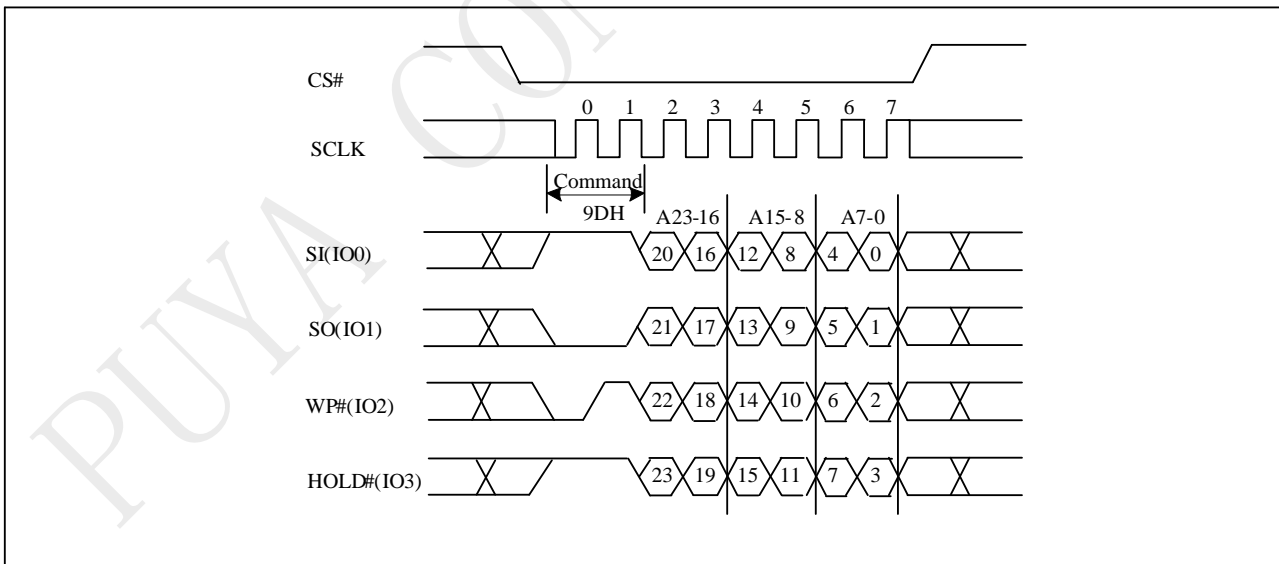 PUYA CON
CS#
0 1 2 3 4 5 6 7
SCLK
Command
9DH
A23-16 A15-8 A7-0
SI(IO0)
20 16 12 8 4 0
SO(IO1)
21 17 13 9 5 1
WP#(IO2)
22 18 14 10 6 2
HOLD#(IO3)
23 19 15 11 7 3